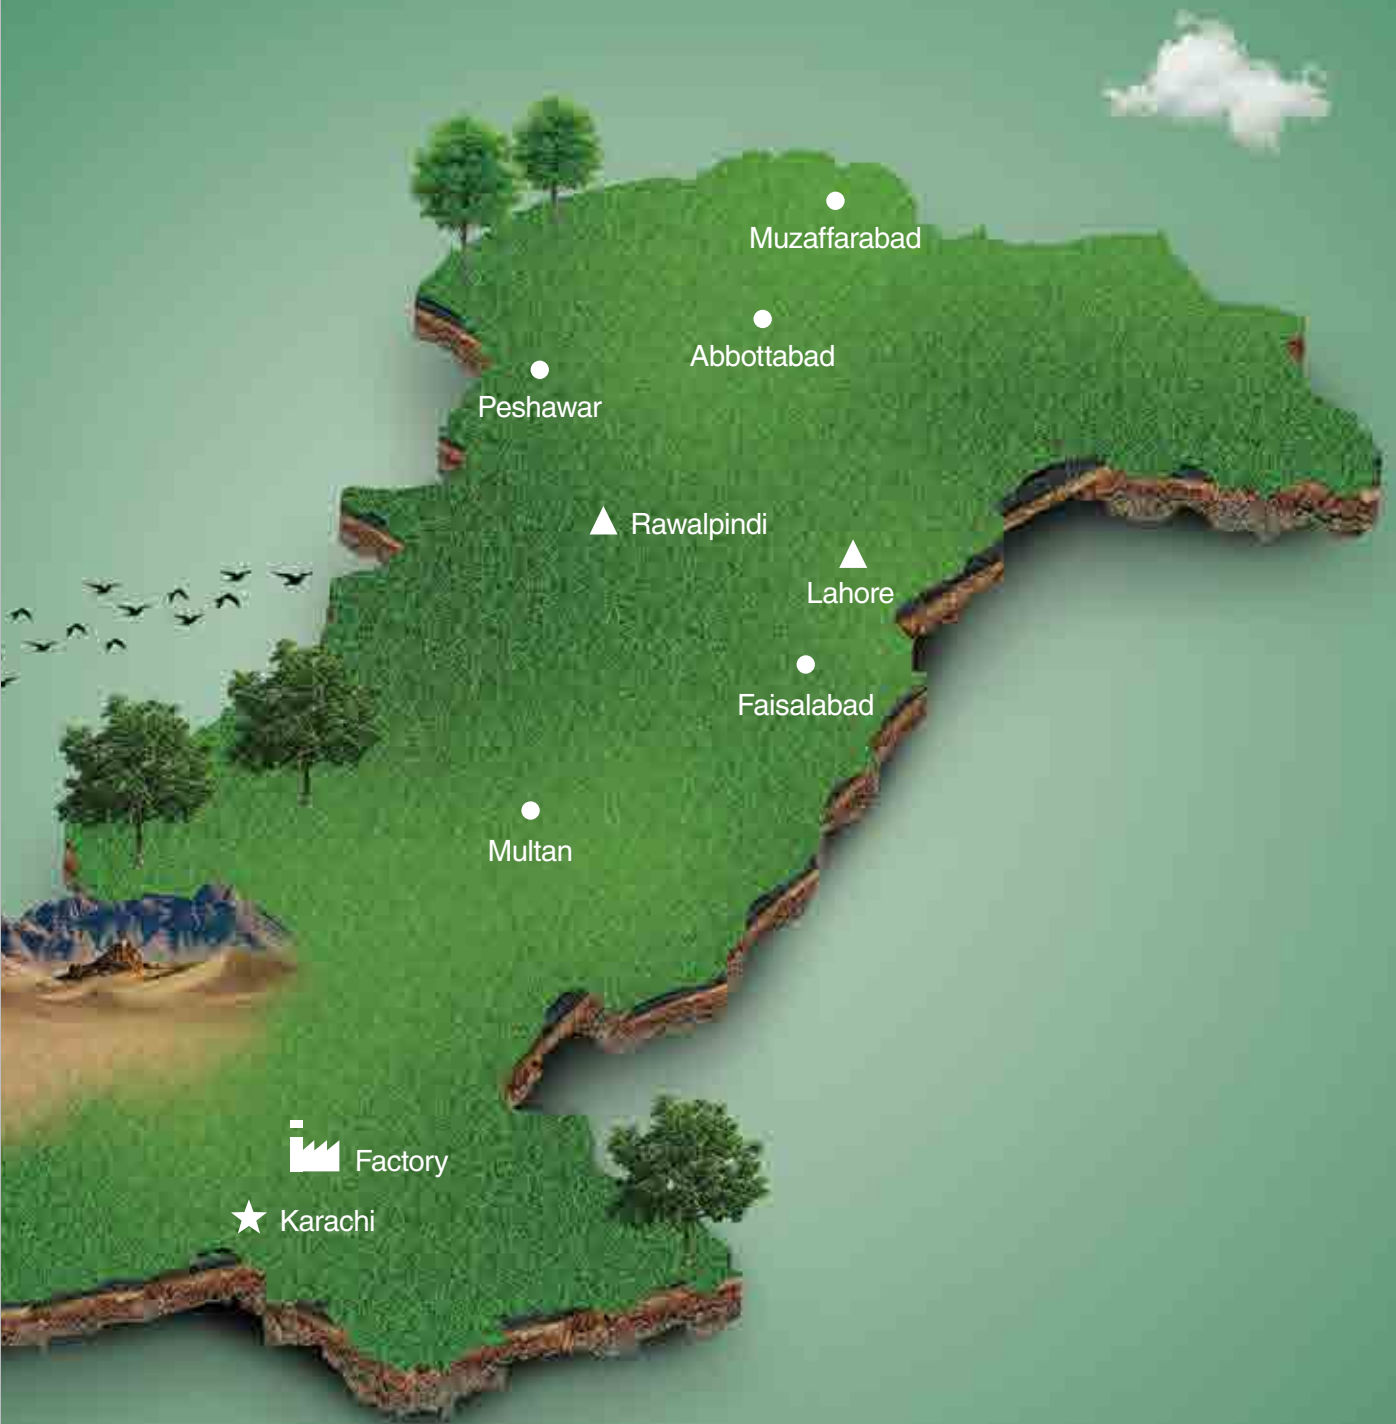 Muzaffarabad
Abbottabad
Peshawar
Rawalpindi
Lahore
Faisalabad
Multan
Factory
Karachi